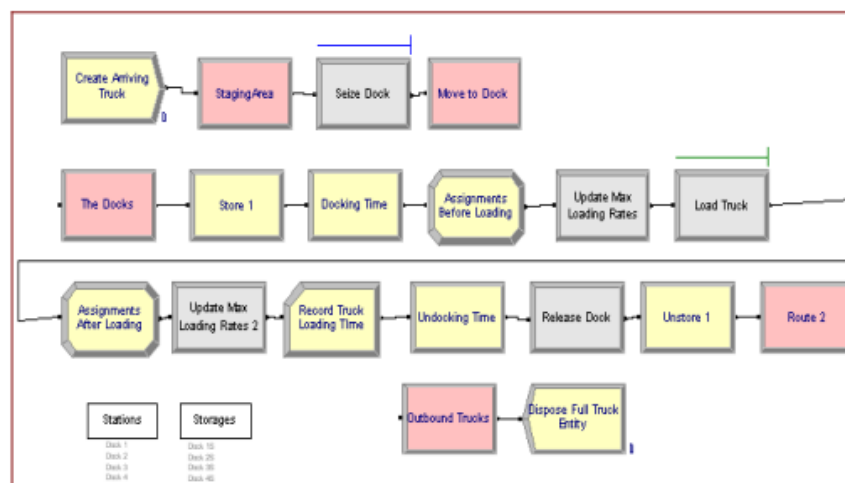 Create Arriving
Truck
0
StagingArea
Seize Dock
Move to Dock
The Docks
Store 1
Docking Time
Assignments
Before Loading
Update Max
Loading Rates
Load Truck
Assignments
After Loading
Update Max
Loading Rates 2
Record Truck
Loading Time
Undocking Time
Release Dock
Unstore 1
Route 2
Outbound Trucks
Dispose Full Truck
Entity
0
Stations
Storages
Dock 1
Dock 2
Dock 3
Dock 4
Dock 1S
Dock 2S
Dock 3S
Dock 4S